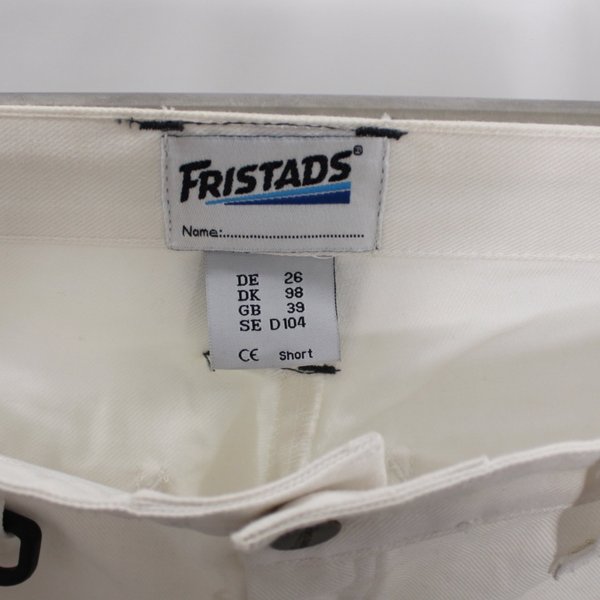 FRISTADS®
Name:........................................
DE 26
DK 98
GB 39
SE D104
CE Short